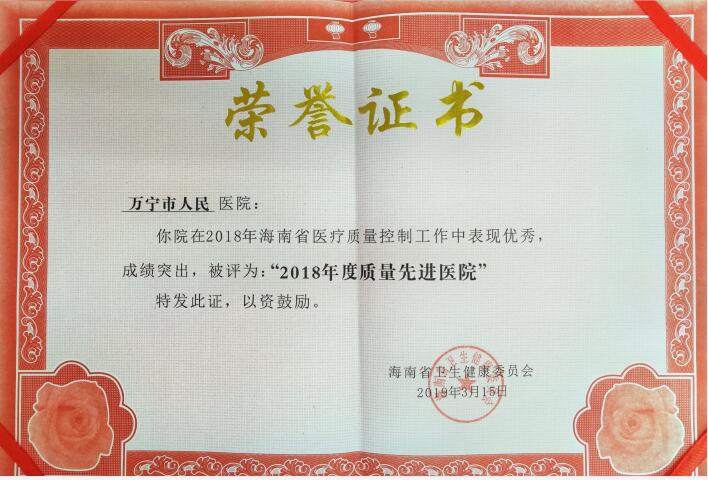 荣誉证书
万宁市人民 医院：
你院在2018年海南省医疗质量控制工作中表现优秀，
成绩突出，被评为：“2018年度质量先进医院”
特发此证，以资鼓励。
海南省卫生健康委员会
2019年3月15日